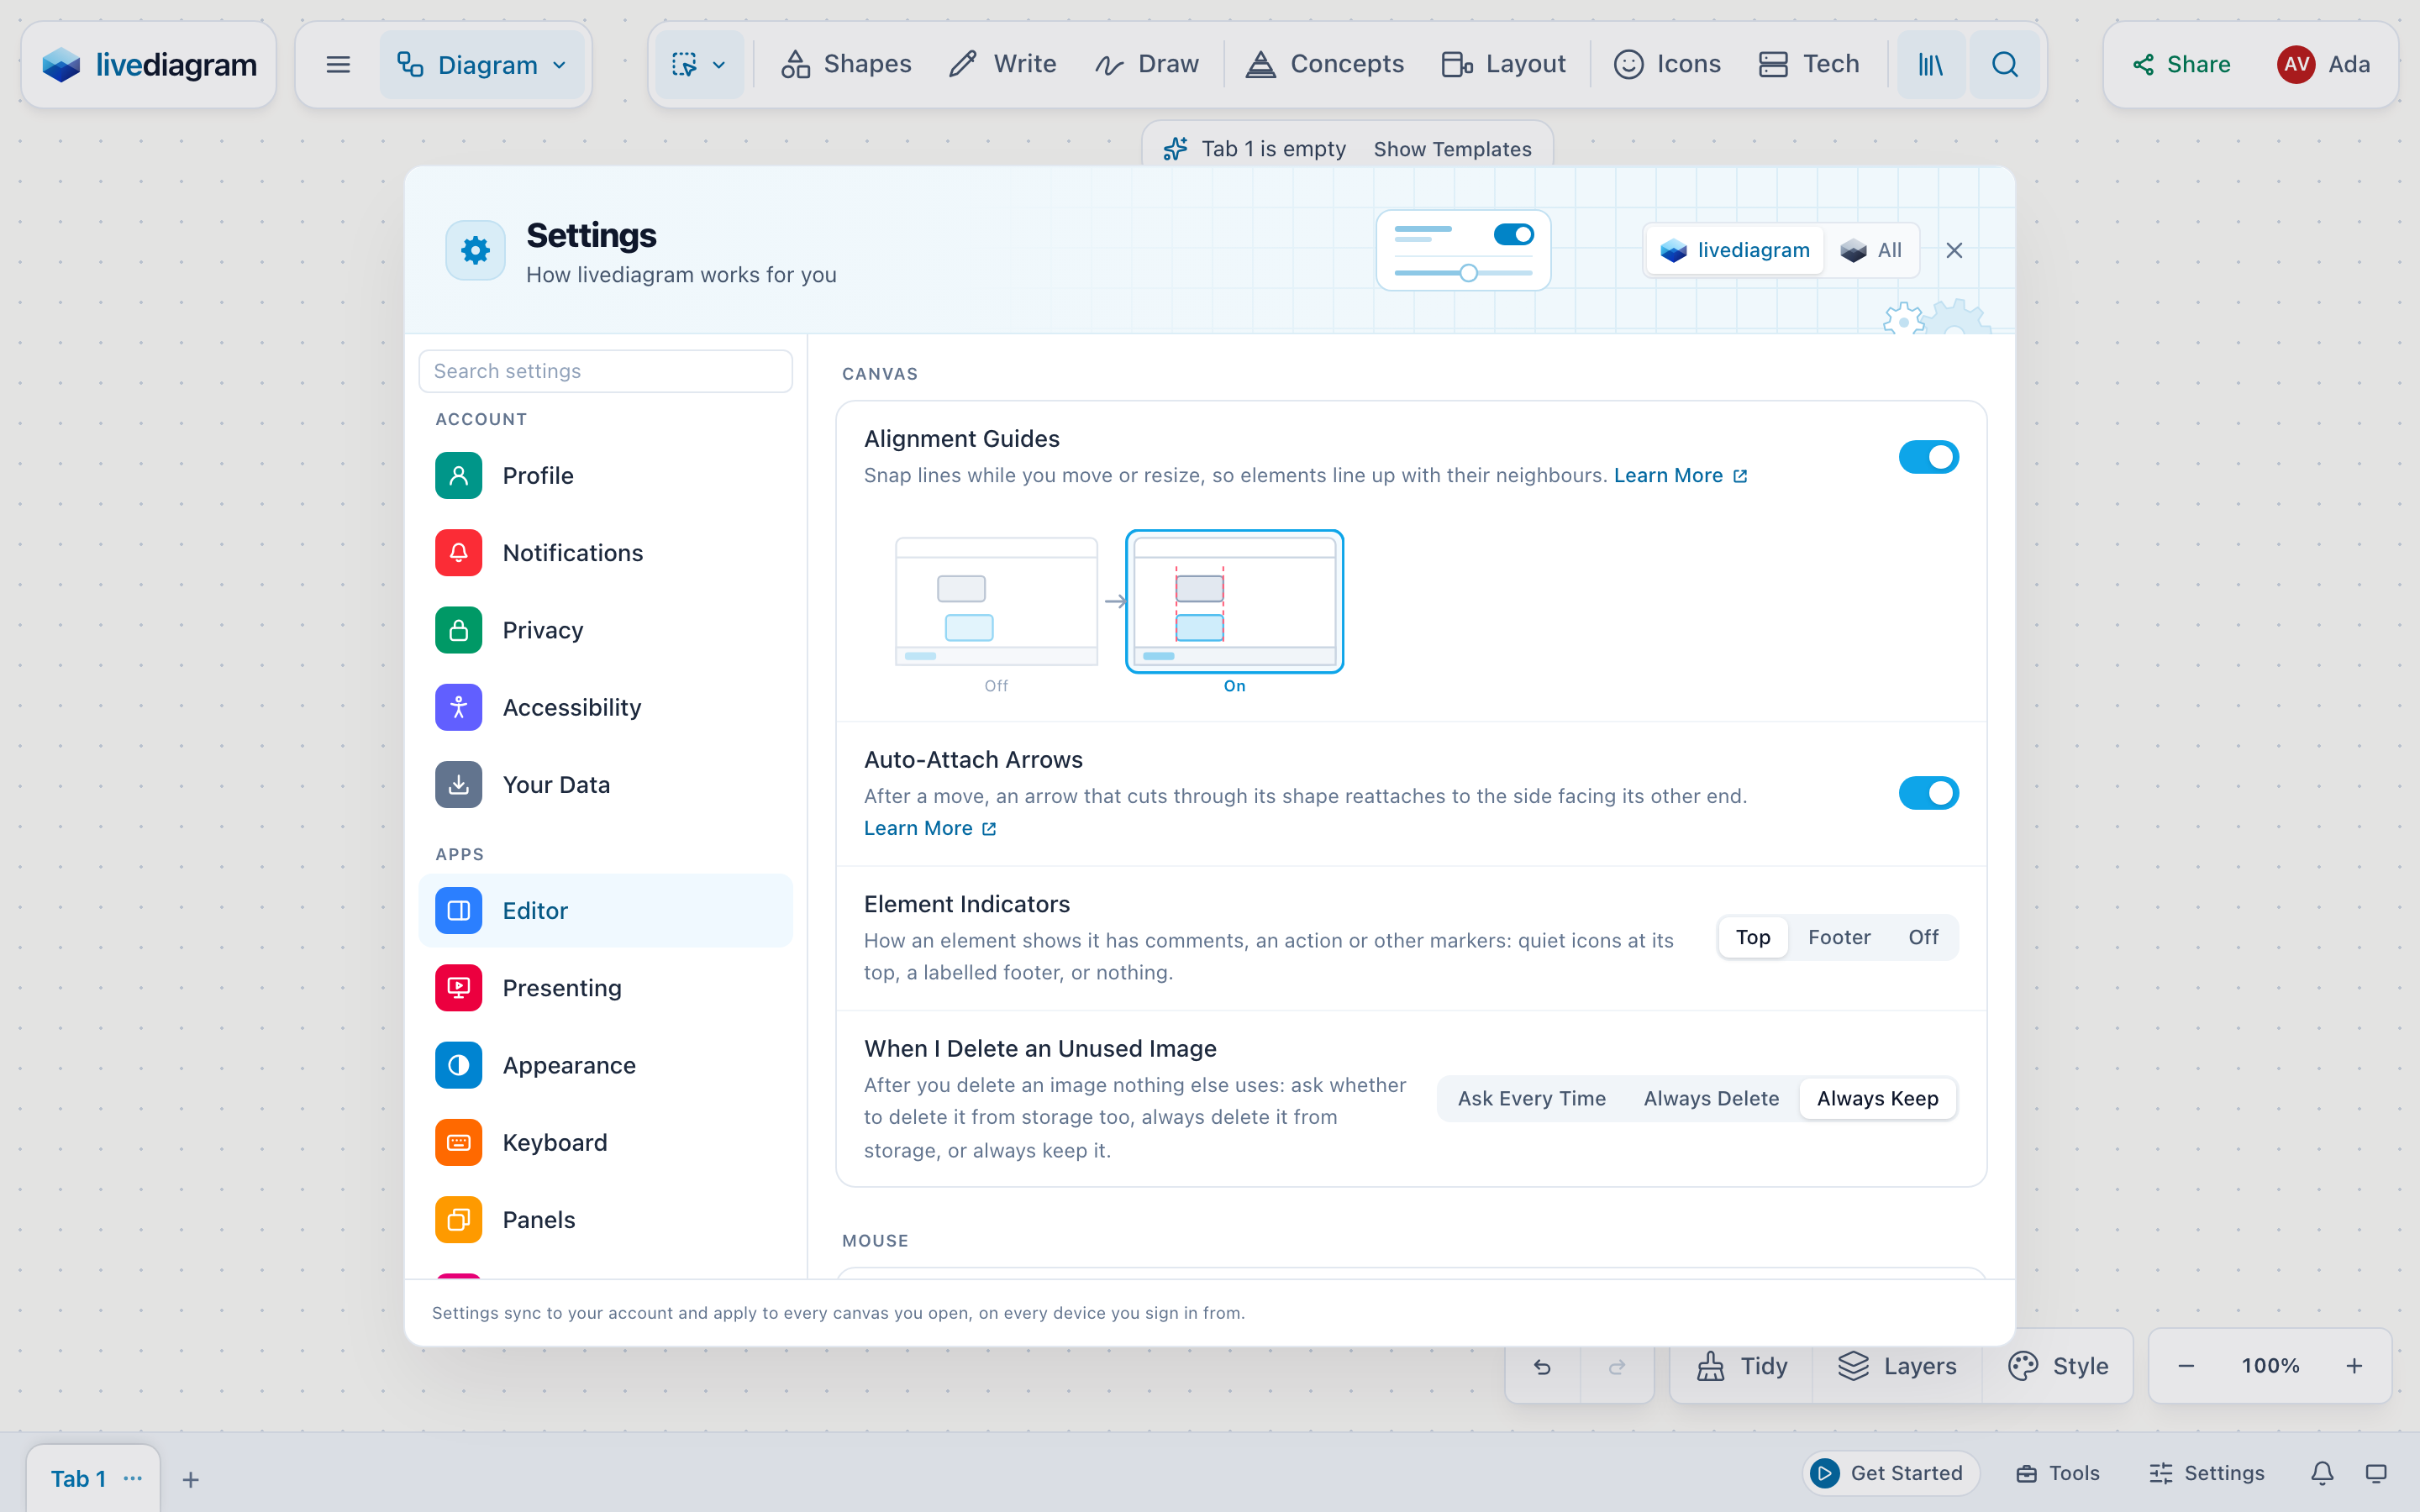 livediagram
Diagram
Shapes
Write
Draw
Concepts
Layout
Icons
Tech
Share
AV
Ada
Tab 1 is empty
Show Templates
Settings
How livediagram works for you
livediagram
All
Search settings
ACCOUNT
Profile
Notifications
Privacy
Accessibility
Your Data
APPS
Editor
Presenting
Appearance
Keyboard
Panels
CANVAS
Alignment Guides
Snap lines while you move or resize, so elements line up with their neighbours. Learn More
Off
On
Auto-Attach Arrows
After a move, an arrow that cuts through its shape reattaches to the side facing its other end.
Learn More
Element Indicators
How an element shows it has comments, an action or other markers: quiet icons at its
top, a labelled footer, or nothing.
Top
Footer
Off
When I Delete an Unused Image
After you delete an image nothing else uses: ask whether
to delete it from storage too, always delete it from
storage, or always keep it.
Ask Every Time
Always Delete
Always Keep
MOUSE
Settings sync to your account and apply to every canvas you open, on every device you sign in from.
Tidy
Layers
Style
100%
Tab 1
Get Started
Tools
Settings